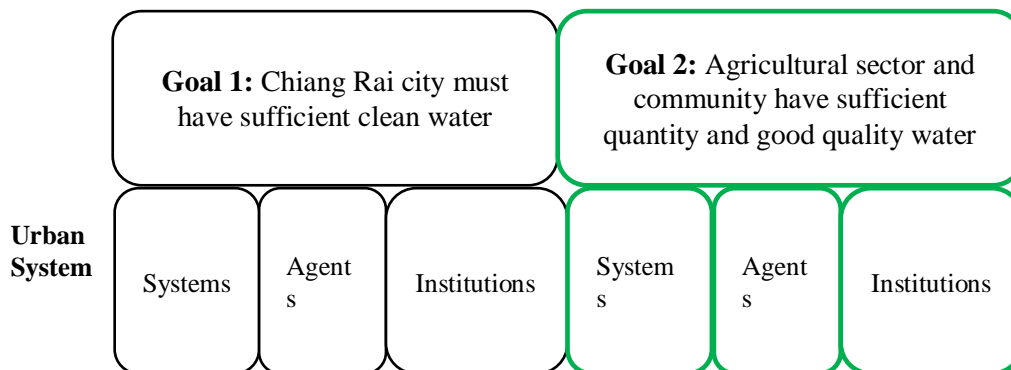 Goal 1: Chiang Rai city must
have sufficient clean water
Goal 2: Agricultural sector and
community have sufficient
quantity and good quality water
Urban
System
Systems
Agent
s
Institutions
System
s
Agent
s
Institutions